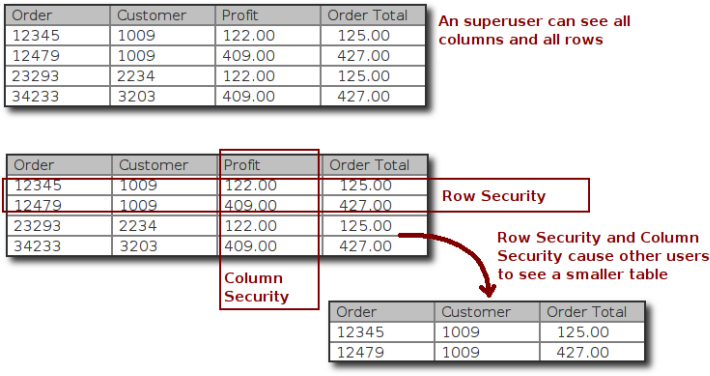 Order Customer Profit Order Total
12345 1009 122.00 125.00
12479 1009 409.00 427.00
23293 2234 122.00 125.00
34233 3203 409.00 427.00
An superuser can see all
columns and all rows
Order Customer Profit Order Total
12345 1009 122.00 125.00
12479 1009 409.00 427.00
23293 2234 122.00 125.00
34233 3203 409.00 427.00
Row Security
Column
Security
Row Security and Column
Security cause other users
to see a smaller table
Order Customer Order Total
12345 1009 125.00
12479 1009 427.00